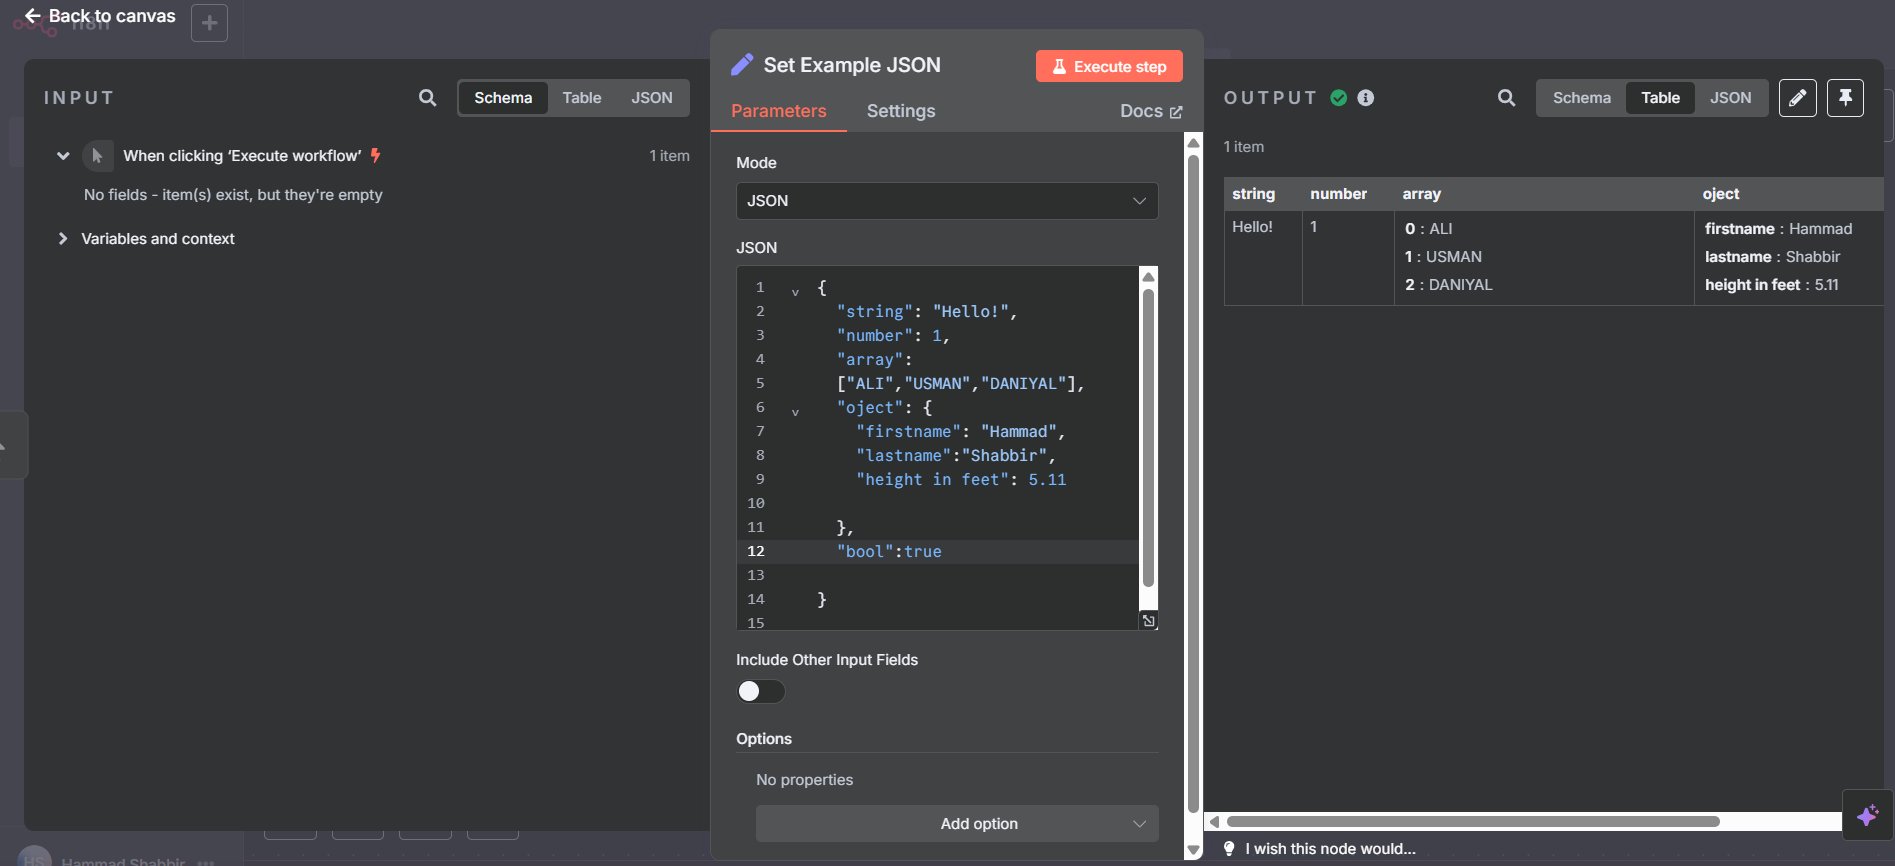 Back to canvas
n8n
INPUT
Schema
Table
JSON
When clicking ‘Execute workflow’
1 item
No fields - item(s) exist, but they're empty
Variables and context
Set Example JSON
Execute step
Parameters
Settings
Docs
Mode
JSON
JSON
1 {
2 "string": "Hello!",
3 "number": 1,
4 "array":
5 ["ALI","USMAN","DANIYAL"],
6 "oject": {
7 "firstname": "Hammad",
8 "lastname":"Shabbir",
9 "height in feet": 5.11
10
11 },
12 "bool":true
13
14 }
15
Include Other Input Fields
Options
No properties
Add option
OUTPUT
Schema
Table
JSON
1 item
string number array oject
Hello! 1 0 : ALI firstname : Hammad
1 : USMAN lastname : Shabbir
2 : DANIYAL height in feet : 5.11
I wish this node would...
HS
Hammad Shabbir